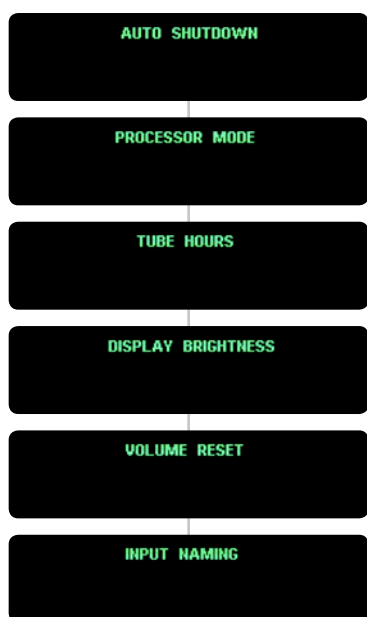 AUTO SHUTDOWN
PROCESSOR MODE
TUBE HOURS
DISPLAY BRIGHTNESS
VOLUME RESET
INPUT NAMING